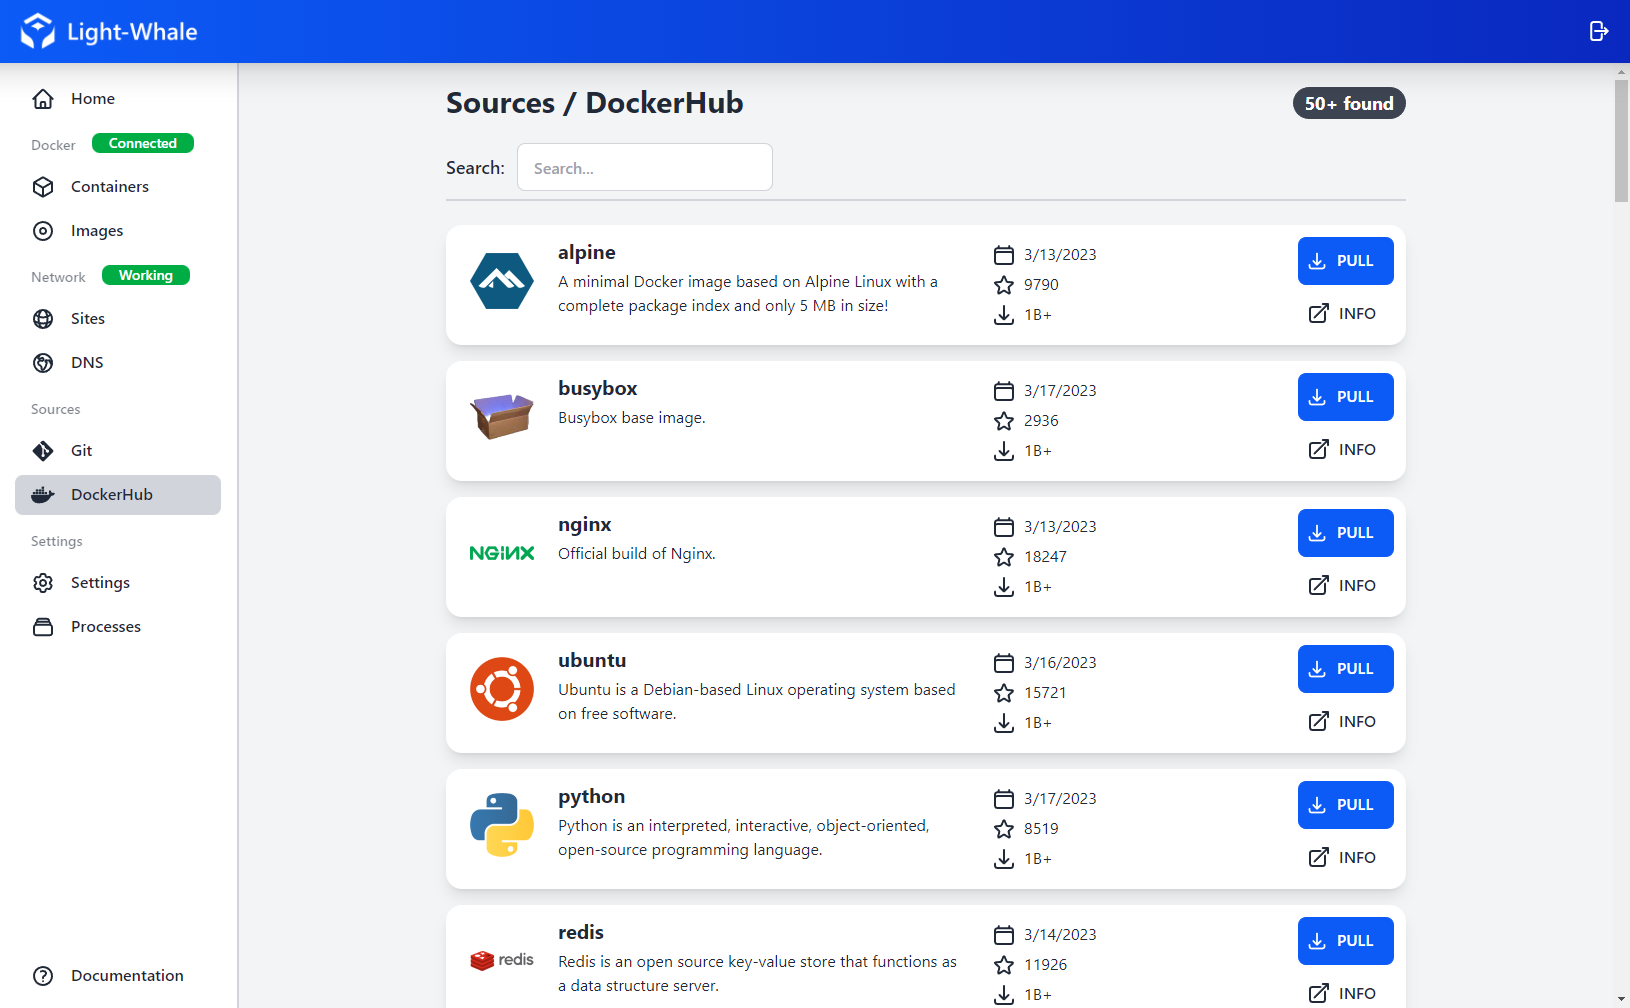 Light-Whale
Home
Docker Connected
Containers
Images
Network Working
Sites
DNS
Sources
Git
DockerHub
Settings
Settings
Processes
Documentation
Sources / DockerHub
50+ found
Search: Search...
alpine
A minimal Docker image based on Alpine Linux with a
complete package index and only 5 MB in size!
3/13/2023
9790
1B+
PULL
INFO
busybox
Busybox base image.
3/17/2023
2936
1B+
PULL
INFO
NGINX
nginx
Official build of Nginx.
3/13/2023
18247
1B+
PULL
INFO
ubuntu
Ubuntu is a Debian-based Linux operating system based
on free software.
3/16/2023
15721
1B+
PULL
INFO
python
Python is an interpreted, interactive, object-oriented,
open-source programming language.
3/17/2023
8519
1B+
PULL
INFO
redis
redis
Redis is an open source key-value store that functions as
a data structure server.
3/14/2023
11926
1B+
PULL
INFO